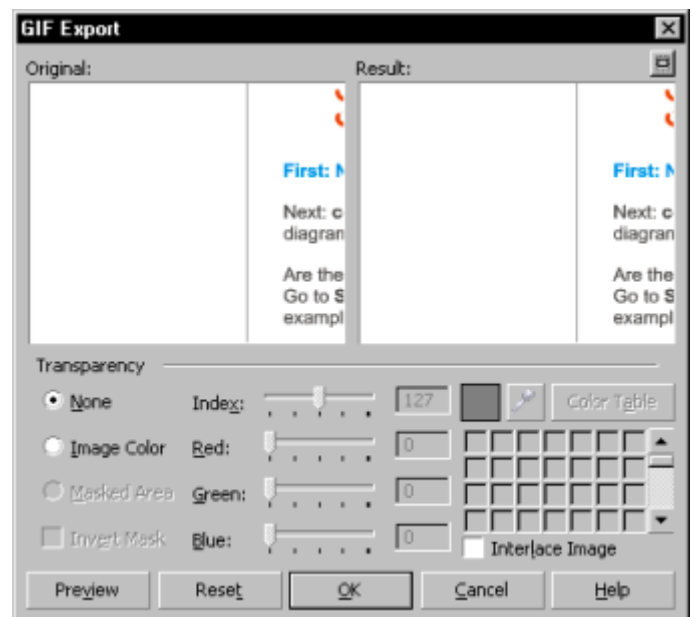 GIF Export
Original:
Result:
First: N
Next: c
diagran
Are the
Go to S
exampl
First: N
Next: c
diagran
Are the
Go to S
exampl
Transparency
None
Index:
127
Color Table
Image Color
Red:
0
Masked Area
Green:
0
Invert Mask
Blue:
0
Interlace Image
Preview
Reset
OK
Cancel
Help